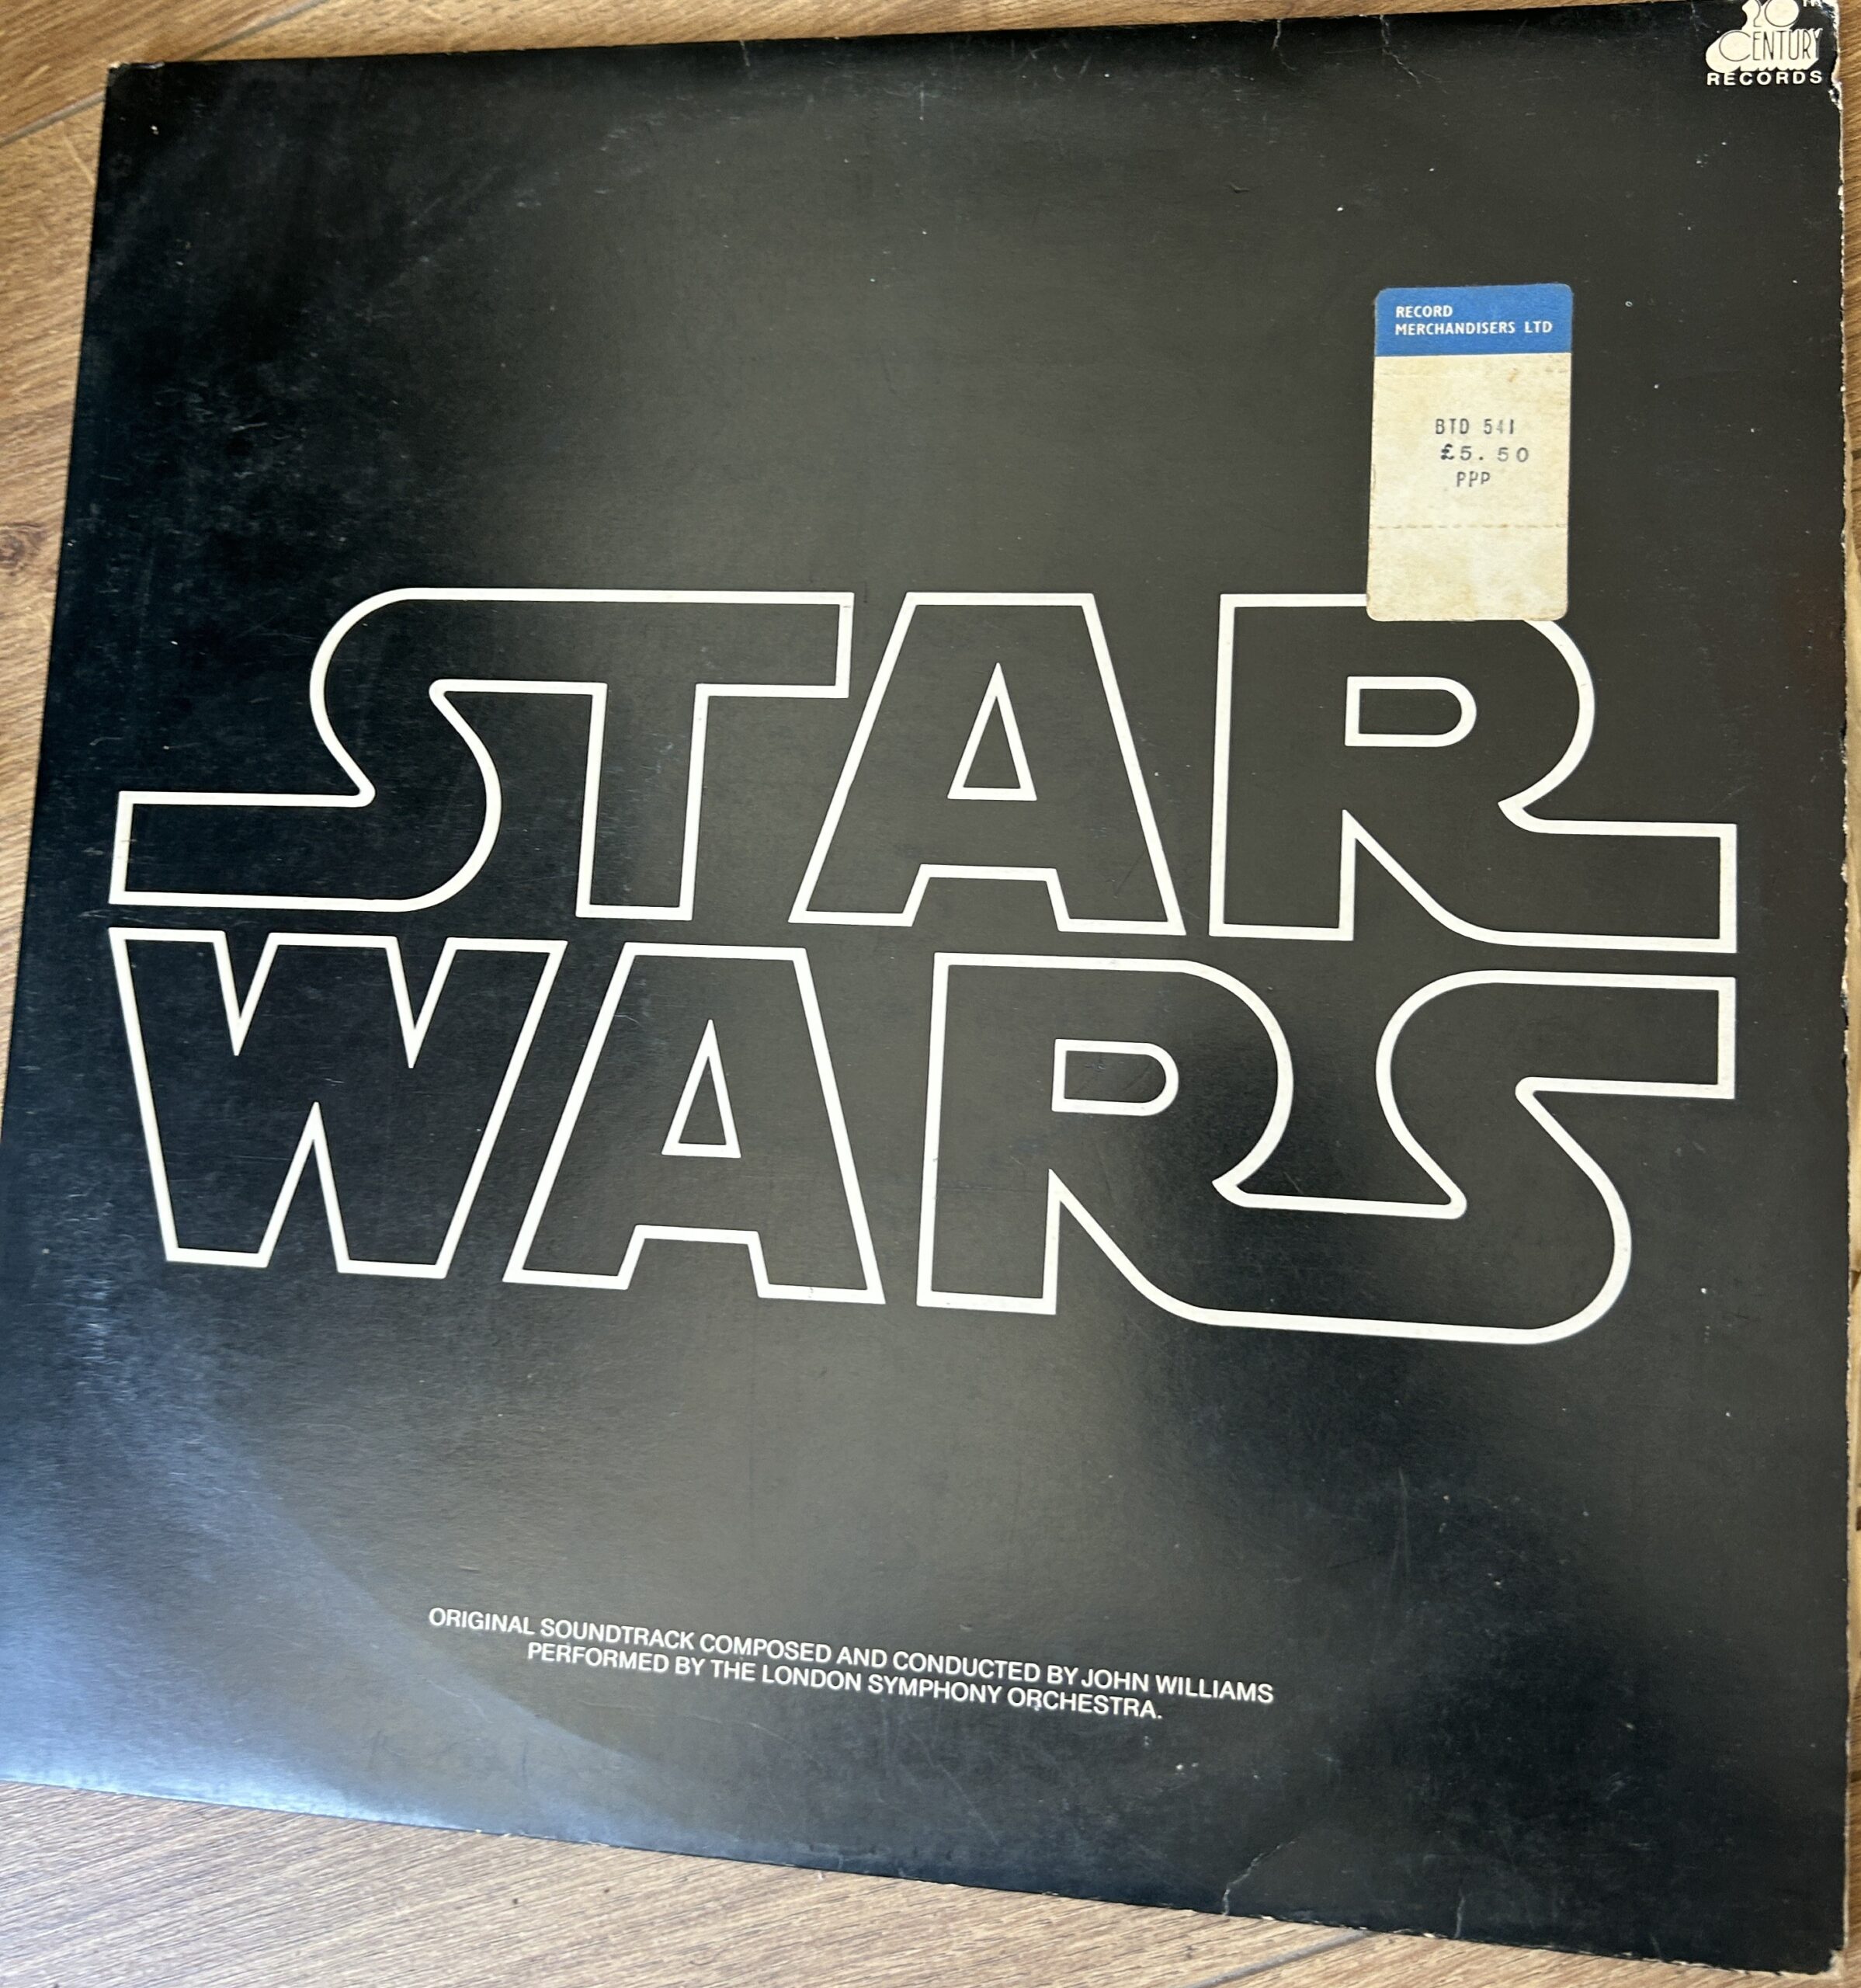 20TH
CENTURY
RECORDS
RECORD
MERCHANDISERS LTD
BTD 541
£5.50
PPP
STAR
WARS
ORIGINAL SOUNDTRACK COMPOSED AND CONDUCTED BY JOHN WILLIAMS
PERFORMED BY THE LONDON SYMPHONY ORCHESTRA.